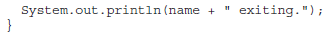 System.out.println(name + " exiting.");
}